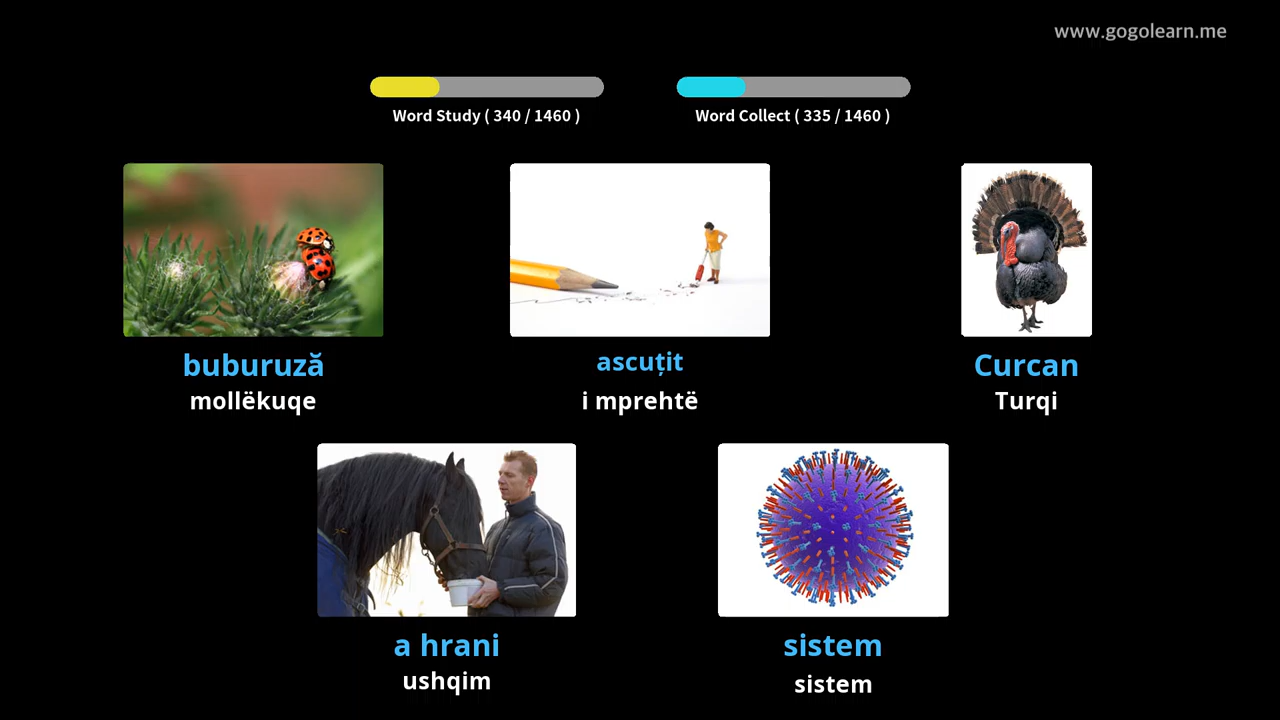 www.gogolearn.me
Word Study ( 340 / 1460 )
Word Collect ( 335 / 1460 )
buburuză
mollëkuqe
ascuțit
i mprehtë
Curcan
Turqi
a hrani
ushqim
sistem
sistem